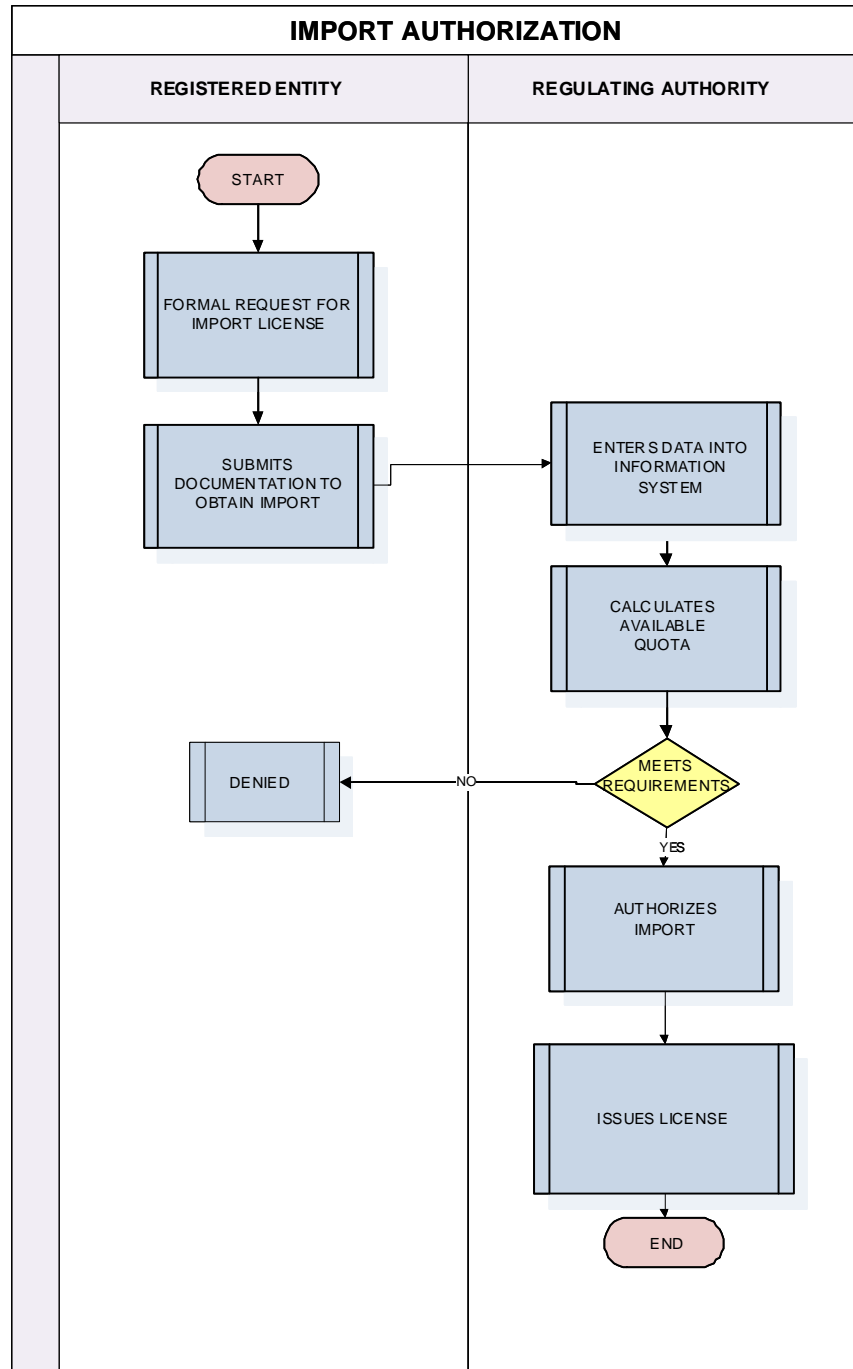 IMPORT AUTHORIZATION
REGISTERED ENTITY
REGULATING AUTHORITY
START
FORMAL REQUEST FOR
IMPORT LICENSE
SUBMITS
DOCUMENTATION TO
OBTAIN IMPORT
ENTERS DATA INTO
INFORMATION
SYSTEM
CALCULATES
AVAILABLE
QUOTA
MEETS
REQUIREMENTS
NO
DENIED
YES
AUTHORIZES
IMPORT
ISSUES LICENSE
END